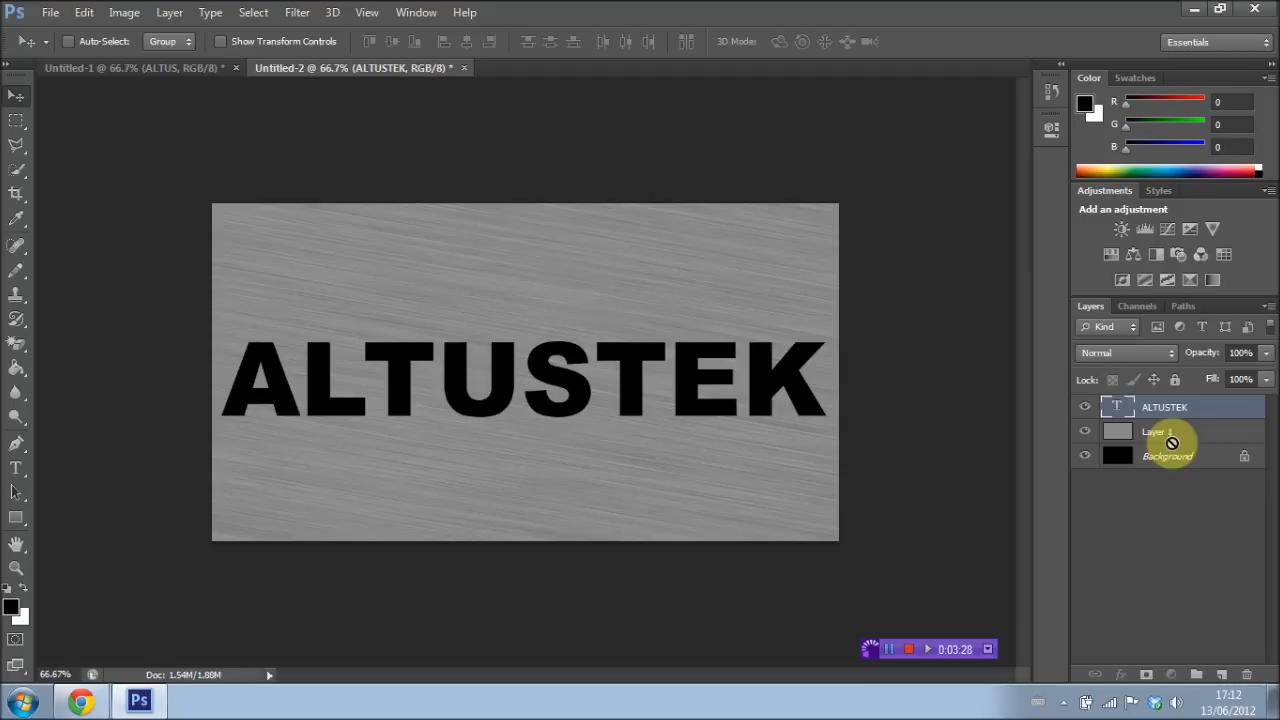 Ps File Edit Image Layer Type Select Filter 3D View Window Help
Auto-Select: Group Show Transform Controls 3D Mode: Essentials
Untitled-1 @ 66.7% (ALTUS, RGB/8) * × Untitled-2 @ 66.7% (ALTUSTEK, RGB/8) * ×
Color Swatches
R 0
G 0
B 0
Adjustments Styles
Add an adjustment
Layers Channels Paths
Kind T
Normal Opacity: 100%
Lock: Fill: 100%
T ALTUSTEK
Layer 1
Background
ALTUSTEK
0:03:28
66.67% Doc: 1.54M/1.88M
fx
Ps 17:12
13/06/2012